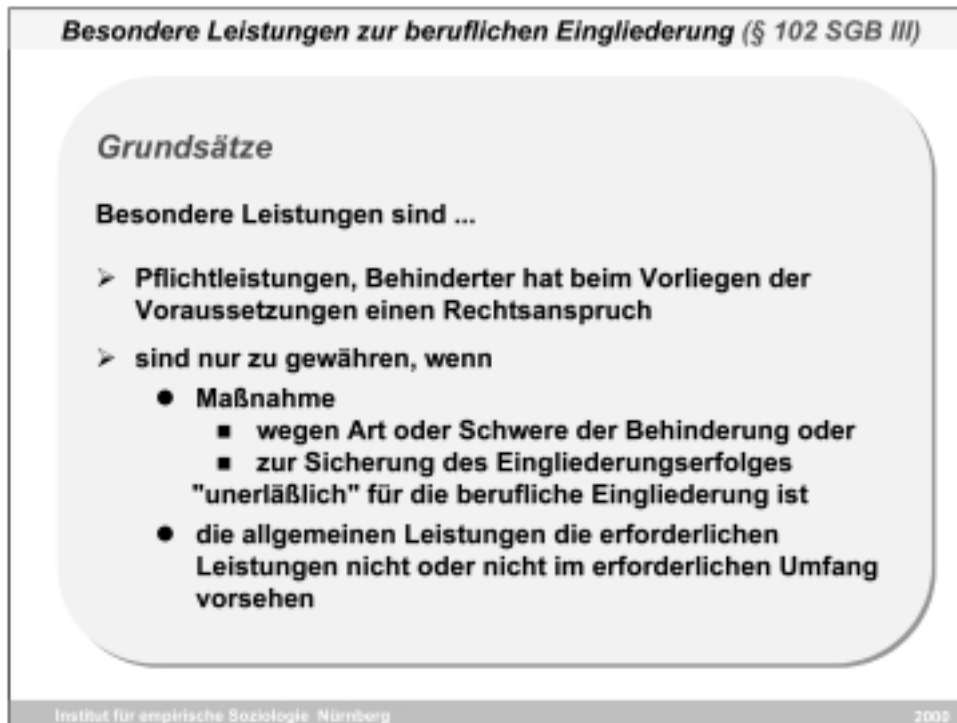 Besondere Leistungen zur beruflichen Eingliederung (§ 102 SGB III)
Grundsätze
Besondere Leistungen sind ...
➢ Pflichtleistungen, Behinderter hat beim Vorliegen der
Voraussetzungen einen Rechtsanspruch
➢ sind nur zu gewähren, wenn
● Maßnahme
■ wegen Art oder Schwere der Behinderung oder
■ zur Sicherung des Eingliederungserfolges
"unerläßlich" für die berufliche Eingliederung ist
● die allgemeinen Leistungen die erforderlichen
Leistungen nicht oder nicht im erforderlichen Umfang
vorsehen
Institut für empirische Soziologie Nürnberg 2000